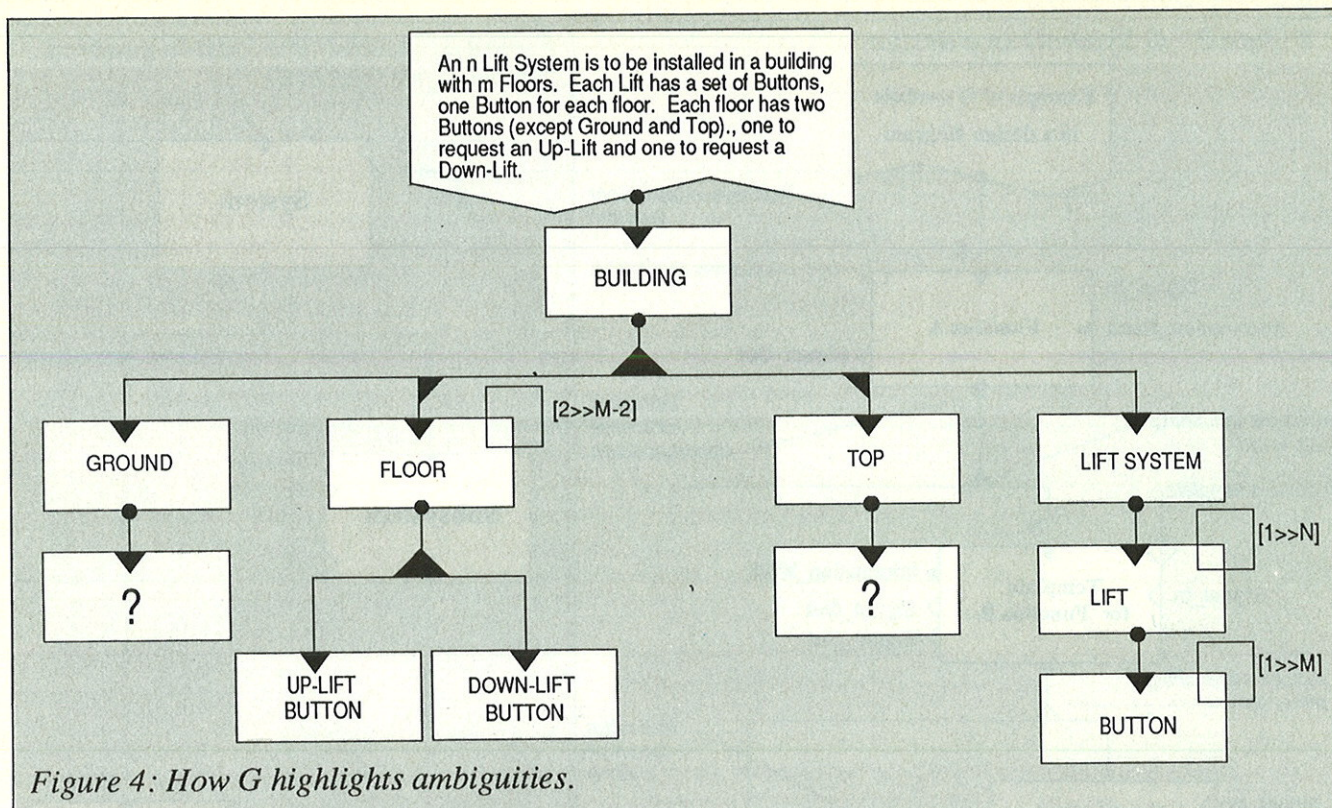 An n Lift System is to be installed in a building
with m Floors. Each Lift has a set of Buttons,
one Button for each floor. Each floor has two
Buttons (except Ground and Top)., one to
request an Up-Lift and one to request a
Down-Lift.
BUILDING
[2>>M-2]
GROUND
FLOOR
TOP
LIFT SYSTEM
[1>>N]
?
?
LIFT
UP-LIFT
BUTTON
DOWN-LIFT
BUTTON
[1>>M]
BUTTON
Figure 4: How G highlights ambiguities.